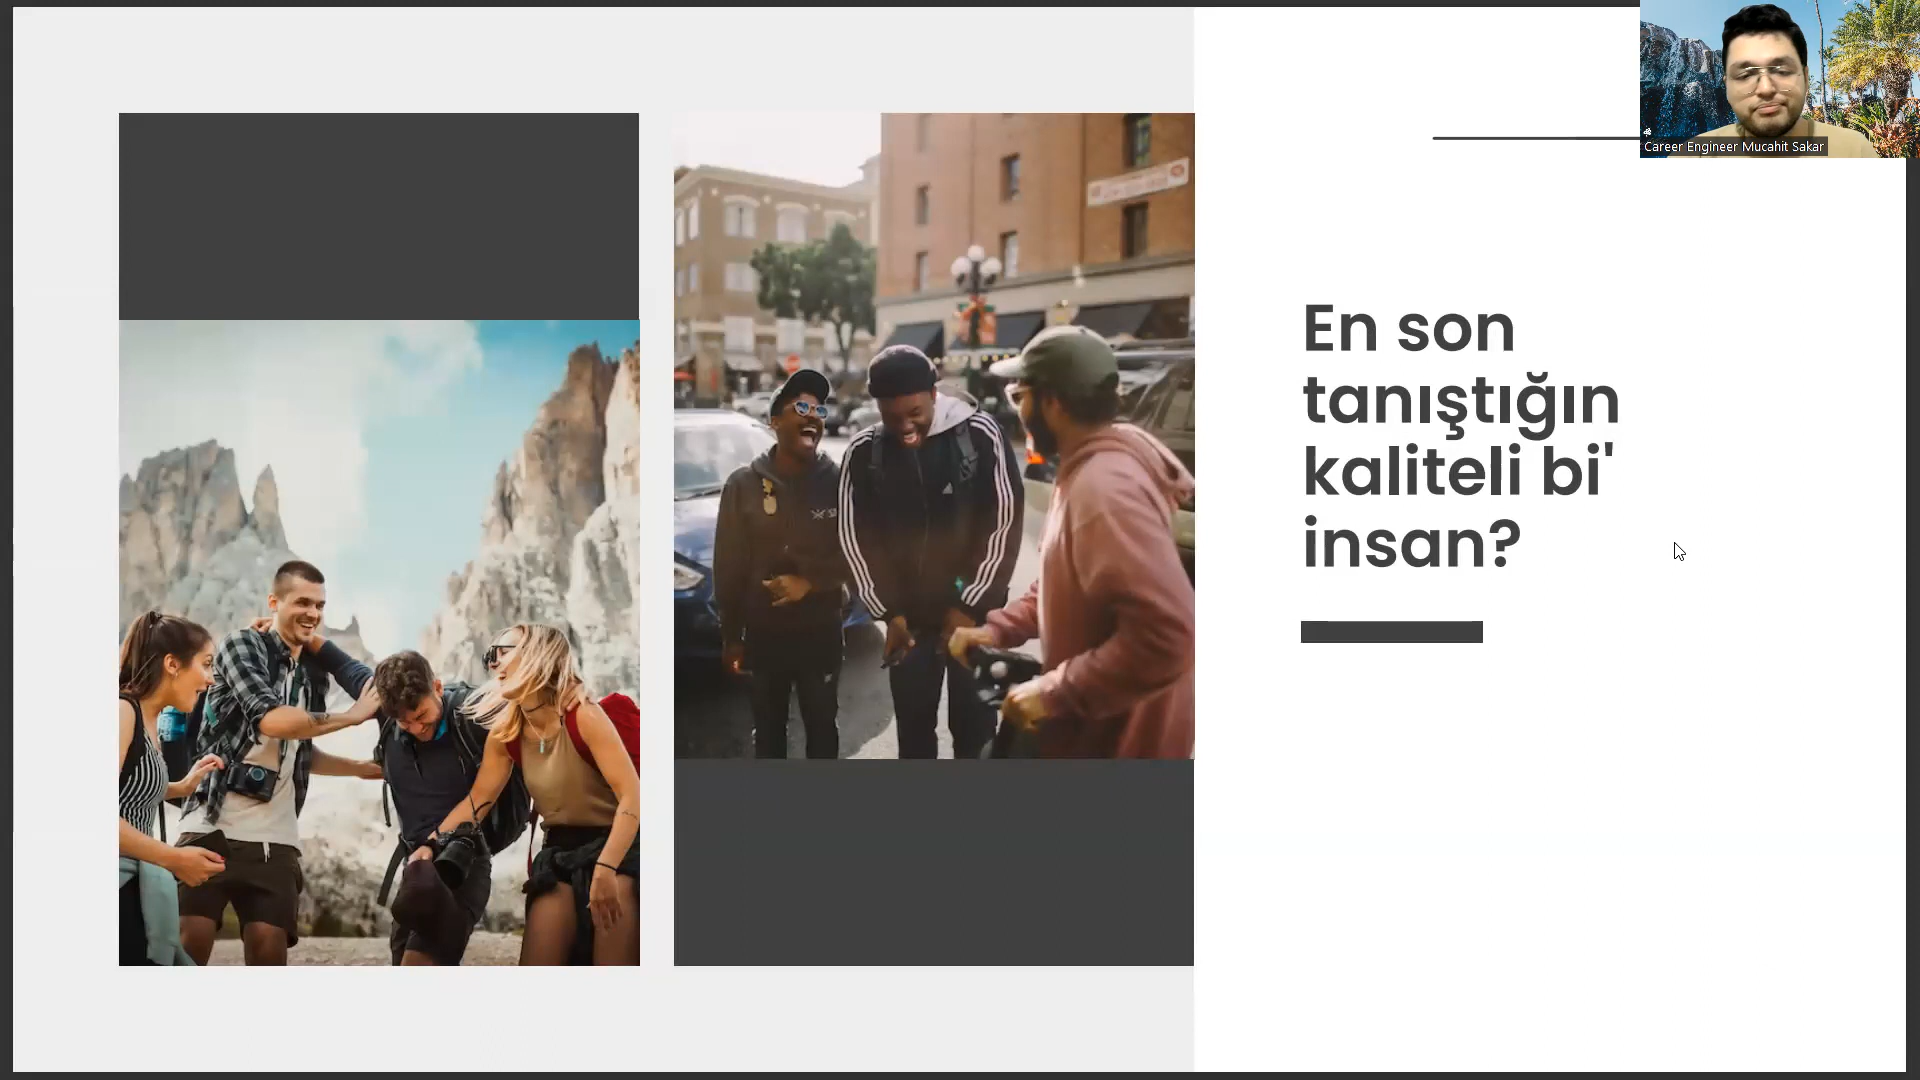 Career Engineer Mucahit Sakar
En son
tanıştığın
kaliteli bi'
insan?